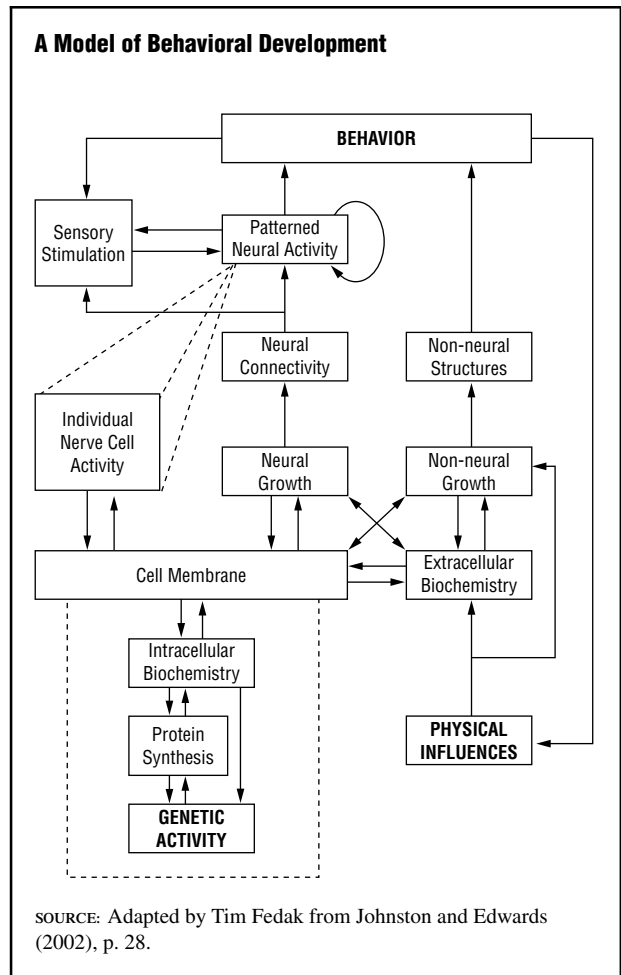 A Model of Behavioral Development
BEHAVIOR
Sensory
Stimulation
Patterned
Neural Activity
Neural
Connectivity
Non-neural
Structures
Individual
Nerve Cell
Activity
Neural
Growth
Non-neural
Growth
Cell Membrane
Extracellular
Biochemistry
Intracellular
Biochemistry
Protein
Synthesis
PHYSICAL
INFLUENCES
GENETIC
ACTIVITY
SOURCE: Adapted by Tim Fedak from Johnston and Edwards
(2002), p. 28.